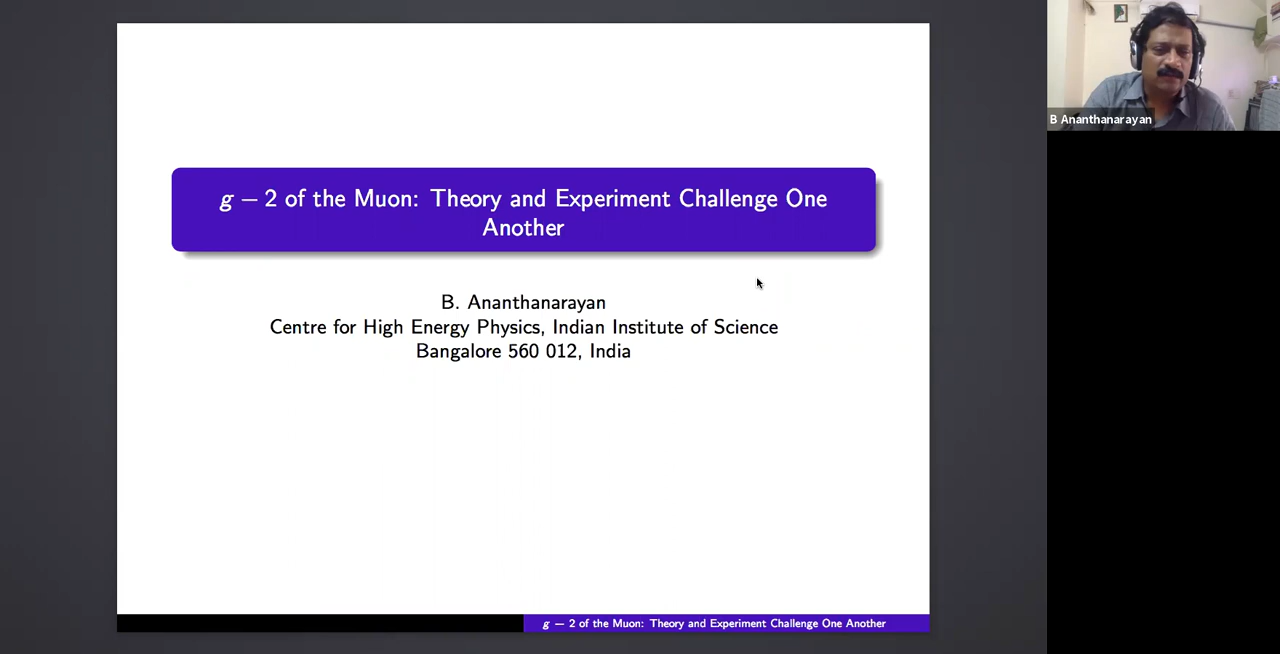 g − 2 of the Muon: Theory and Experiment Challenge One
Another
B. Ananthanarayan
Centre for High Energy Physics, Indian Institute of Science
Bangalore 560 012, India
g − 2 of the Muon: Theory and Experiment Challenge One Another
B Ananthanarayan